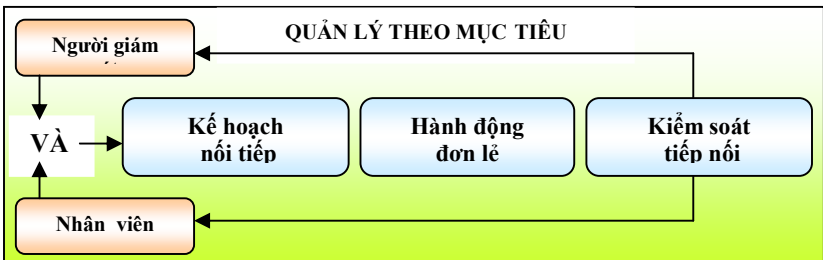 QUẢN LÝ THEO MỤC TIÊU
Người giám
VÀ
Kế hoạch
nối tiếp
Hành động
đơn lẻ
Kiểm soát
tiếp nối
Nhân viên